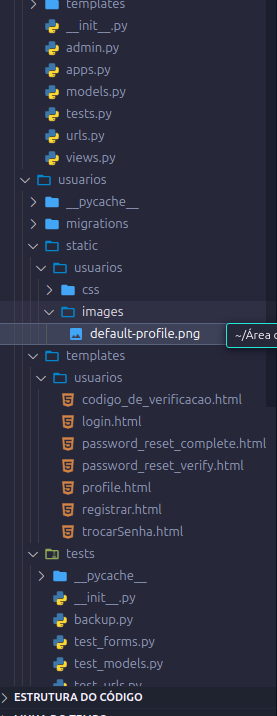 templates
__init__.py
admin.py
apps.py
models.py
tests.py
urls.py
views.py
usuarios
__pycache__
migrations
static
usuarios
css
images
default-profile.png
~/Área
templates
usuarios
codigo_de_verificacao.html
login.html
password_reset_complete.html
password_reset_verify.html
profile.html
registrar.html
trocarSenha.html
tests
__pycache__
__init__.py
backup.py
test_forms.py
test_models.py
test_urls.py
ESTRUTURA DO CÓDIGO